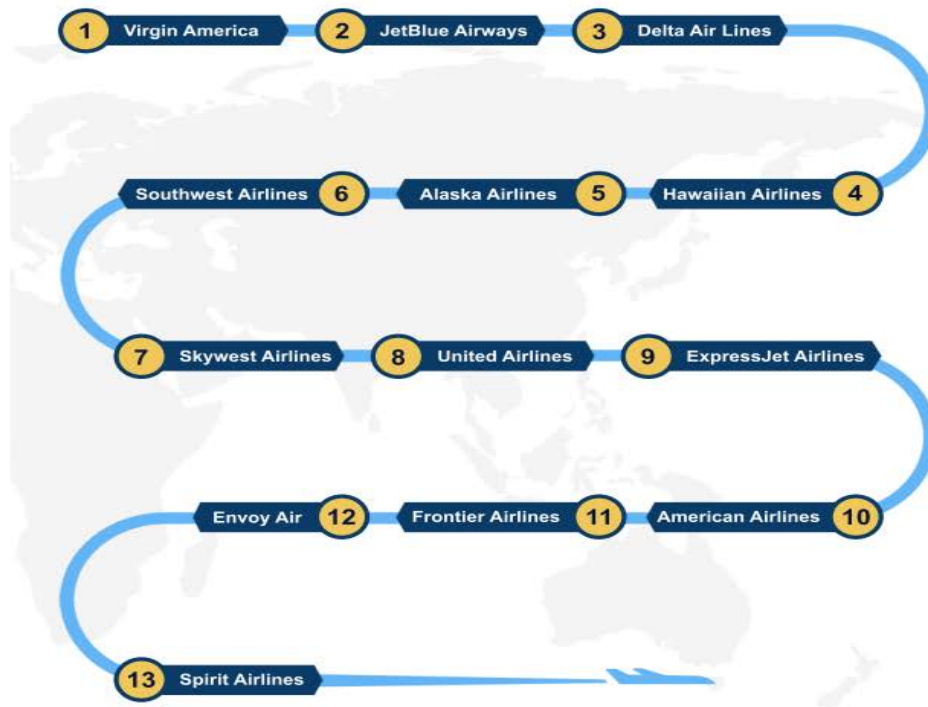 1 Virgin America
2 JetBlue Airways
3 Delta Air Lines
4 Hawaiian Airlines
5 Alaska Airlines
6 Southwest Airlines
7 Skywest Airlines
8 United Airlines
9 ExpressJet Airlines
10 American Airlines
11 Frontier Airlines
12 Envoy Air
13 Spirit Airlines